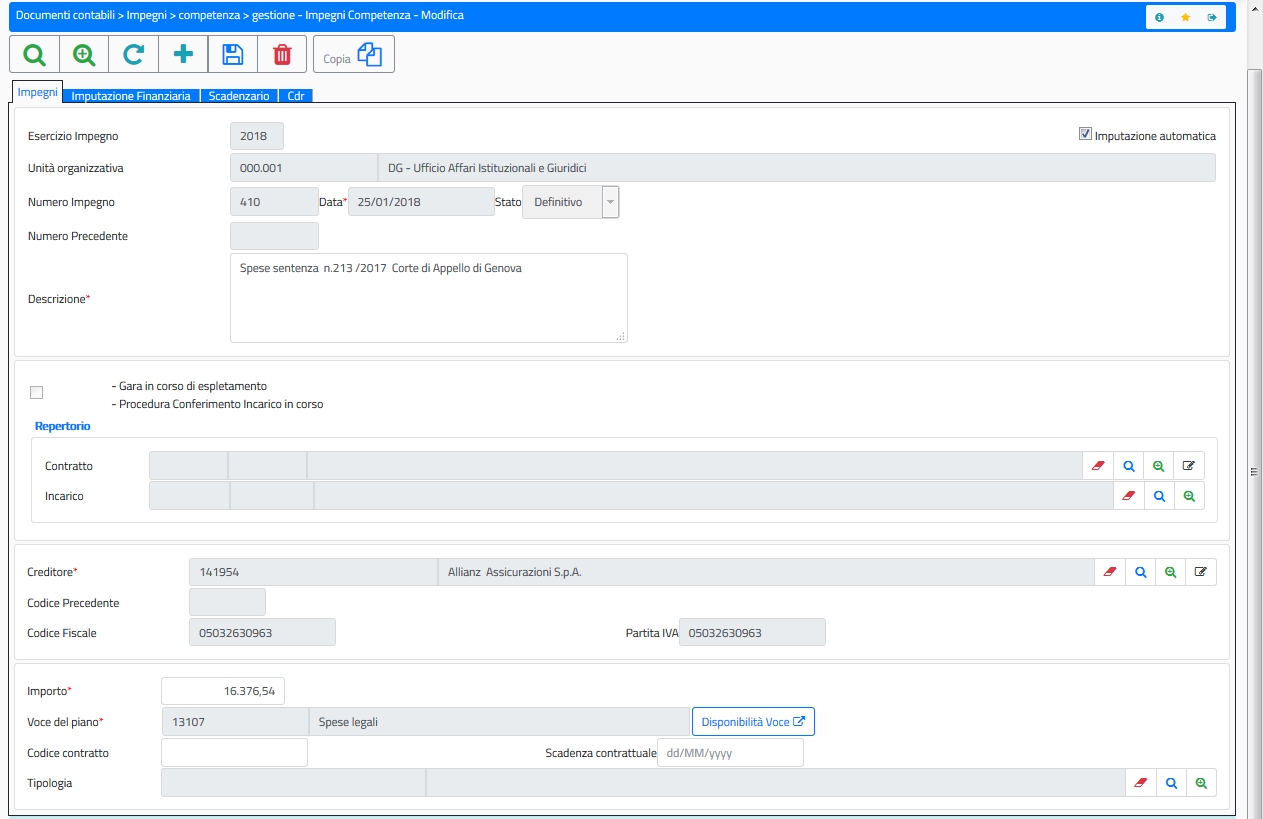 Documenti contabili > Impegni > competenza > gestione - Impegni Competenza - Modifica
Copia
Impegni Imputazione Finanziaria Scadenzario Cdr
Esercizio Impegno 2018 Imputazione automatica
Unità organizzativa 000.001 DG - Ufficio Affari Istituzionali e Giuridici
Numero Impegno 410 Data* 25/01/2018 Stato Definitivo
Numero Precedente
Spese sentenza n.213 /2017 Corte di Appello di Genova
Descrizione*
- Gara in corso di espletamento
- Procedura Conferimento Incarico in corso
Repertorio
Contratto
Incarico
Creditore* 141954 Allianz Assicurazioni S.p.A.
Codice Precedente
Codice Fiscale 05032630963 Partita IVA 05032630963
Importo* 16.376,54
Voce del piano* 13107 Spese legali Disponibilità Voce
Codice contratto Scadenza contrattuale dd/MM/yyyy
Tipologia